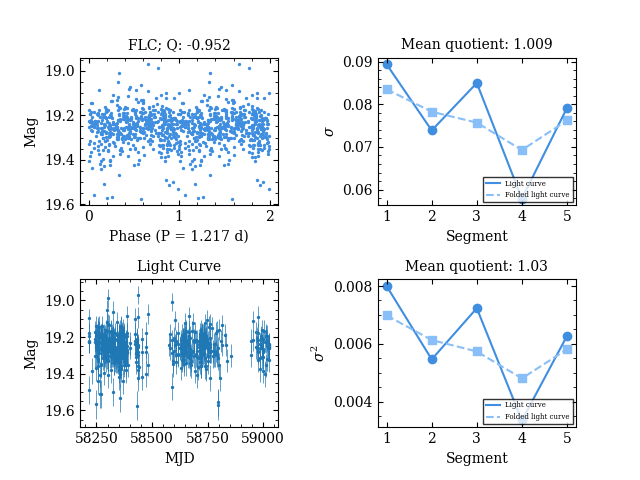 FLC; Q: -0.952
Mag
19.0
19.2
19.4
19.6
0
1
2
Phase (P = 1.217 d)
Mean quotient: 1.009
σ
0.09
0.08
0.07
0.06
Light curve
Folded light curve
1
2
3
4
5
Segment
Light Curve
Mag
19.0
19.2
19.4
19.6
58250
58500
58750
59000
MJD
Mean quotient: 1.03
σ²
0.008
0.006
0.004
Light curve
Folded light curve
1
2
3
4
5
Segment